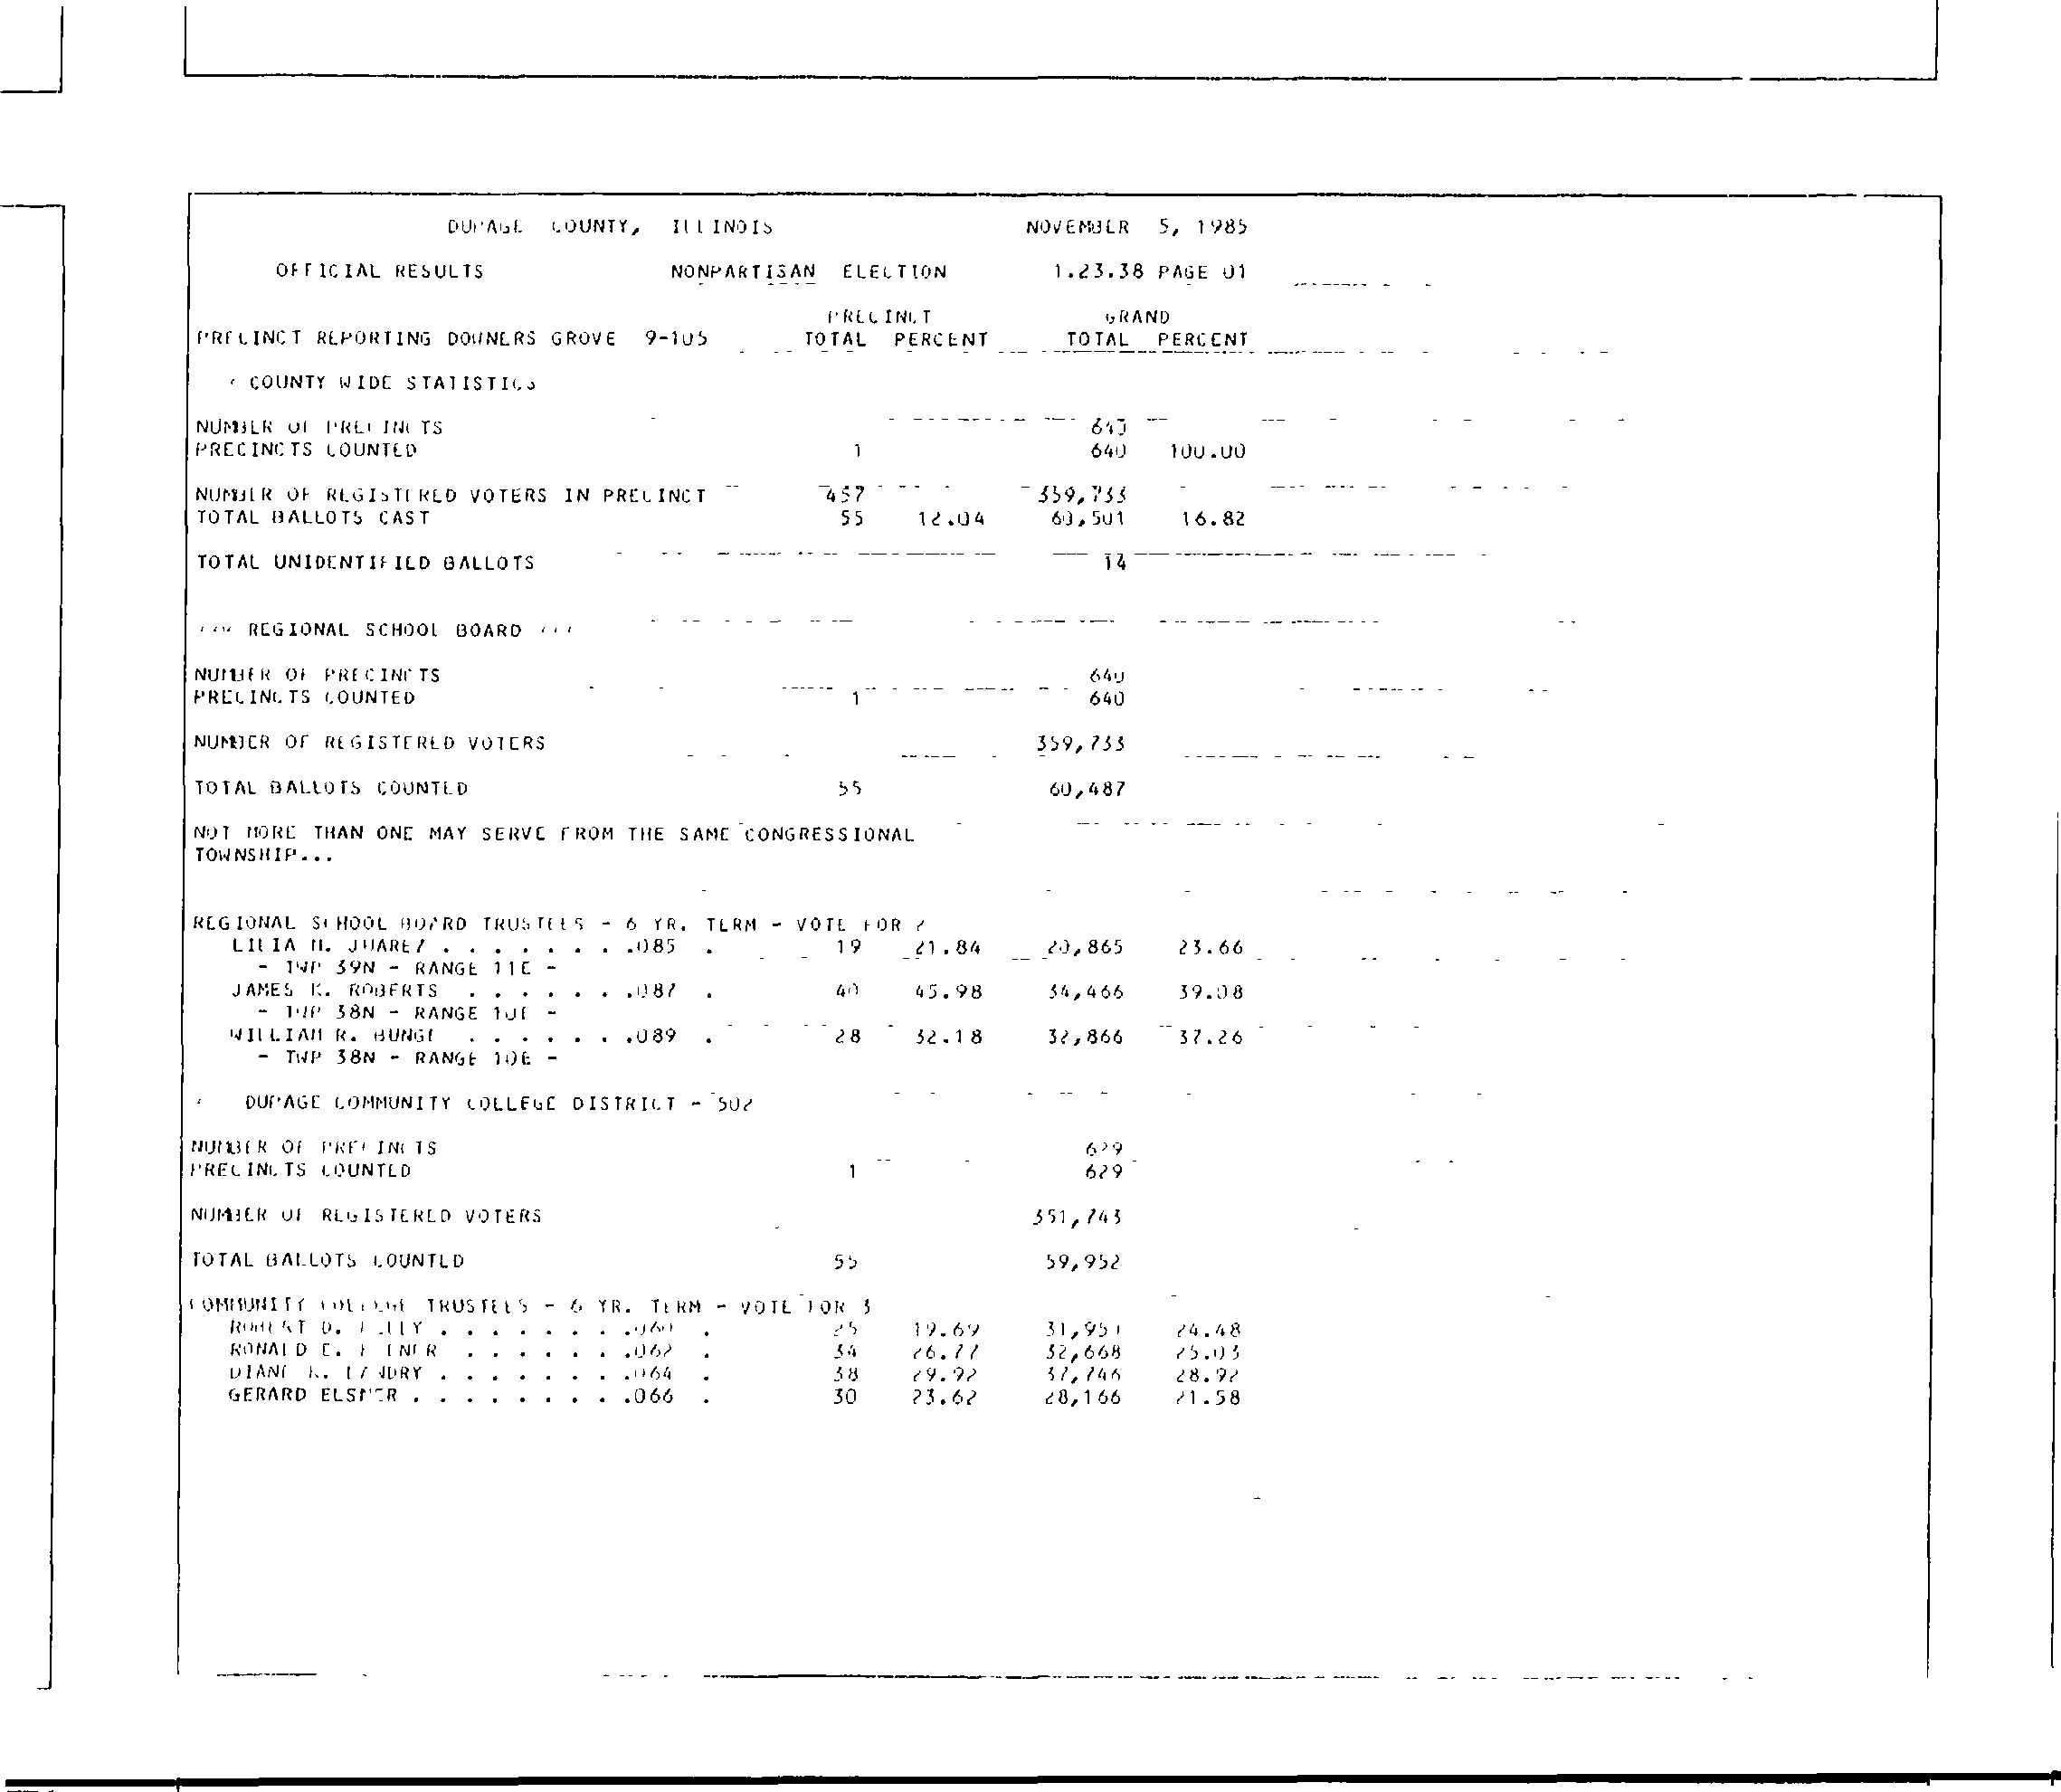 DUPAGE COUNTY, ILLINOIS NOVEMBER 5, 1985
OFFICIAL RESULTS NONPARTISAN ELECTION 1.23.38 PAGE 01
PRECINCT GRAND
PRECINCT REPORTING DOWNERS GROVE 9-105 TOTAL PERCENT TOTAL PERCENT
COUNTY WIDE STATISTICS
NUMBER OF PRECINCTS 640
PRECINCTS COUNTED 1 640 100.00
NUMBER OF REGISTERED VOTERS IN PRECINCT 457 359,733
TOTAL BALLOTS CAST 55 12.04 60,501 16.82
TOTAL UNIDENTIFIED BALLOTS 14
REGIONAL SCHOOL BOARD
NUMBER OF PRECINCTS 640
PRECINCTS COUNTED 1 640
NUMBER OF REGISTERED VOTERS 359,733
TOTAL BALLOTS COUNTED 55 60,487
NOT MORE THAN ONE MAY SERVE FROM THE SAME CONGRESSIONAL
TOWNSHIP...
REGIONAL SCHOOL BOARD TRUSTEES - 6 YR. TERM - VOTE FOR 2
LILIA M. JUAREZ . . . . . . . .085 . 19 21.84 20,865 23.66
- TWP 39N - RANGE 11E -
JAMES K. ROBERTS . . . . . . .087 . 40 45.98 34,466 39.08
- TWP 38N - RANGE 10E -
WILLIAM R. BUNGE . . . . . . .089 . 28 32.18 32,866 37.26
- TWP 38N - RANGE 10E -
DUPAGE COMMUNITY COLLEGE DISTRICT - 502
NUMBER OF PRECINCTS 629
PRECINCTS COUNTED 1 629
NUMBER OF REGISTERED VOTERS 351,743
TOTAL BALLOTS COUNTED 55 59,952
COMMUNITY COLLEGE TRUSTEES - 6 YR. TERM - VOTE FOR 3
ROBERT D. . . . . . . . .060 . 25 19.69 24.48
RONALD E. . . . . . . .062 . 34 26.77 32,668 25.03
DIANE K. LANDRY . . . . . . . .064 . 38 29.92 37,746 28.92
GERARD ELSNER . . . . . . . . .066 . 30 23.62 28,166 21.58